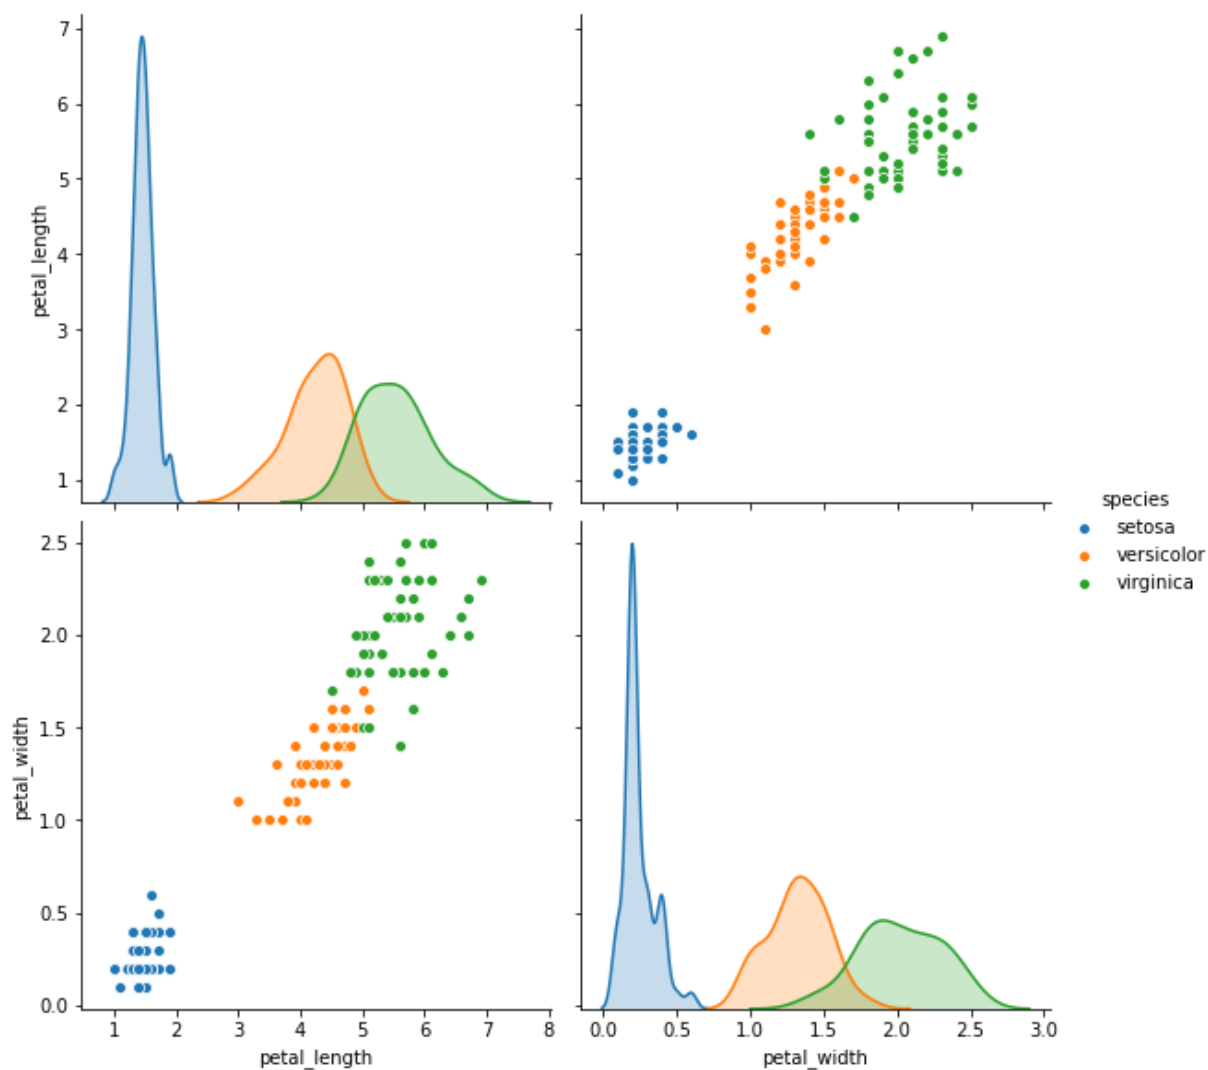 7
6
5
4
3
2
1
petal_length
2.5
2.0
1.5
1.0
0.5
0.0
petal_width
1 2 3 4 5 6 7 8
petal_length
0.0 0.5 1.0 1.5 2.0 2.5 3.0
petal_width
species
setosa
versicolor
virginica